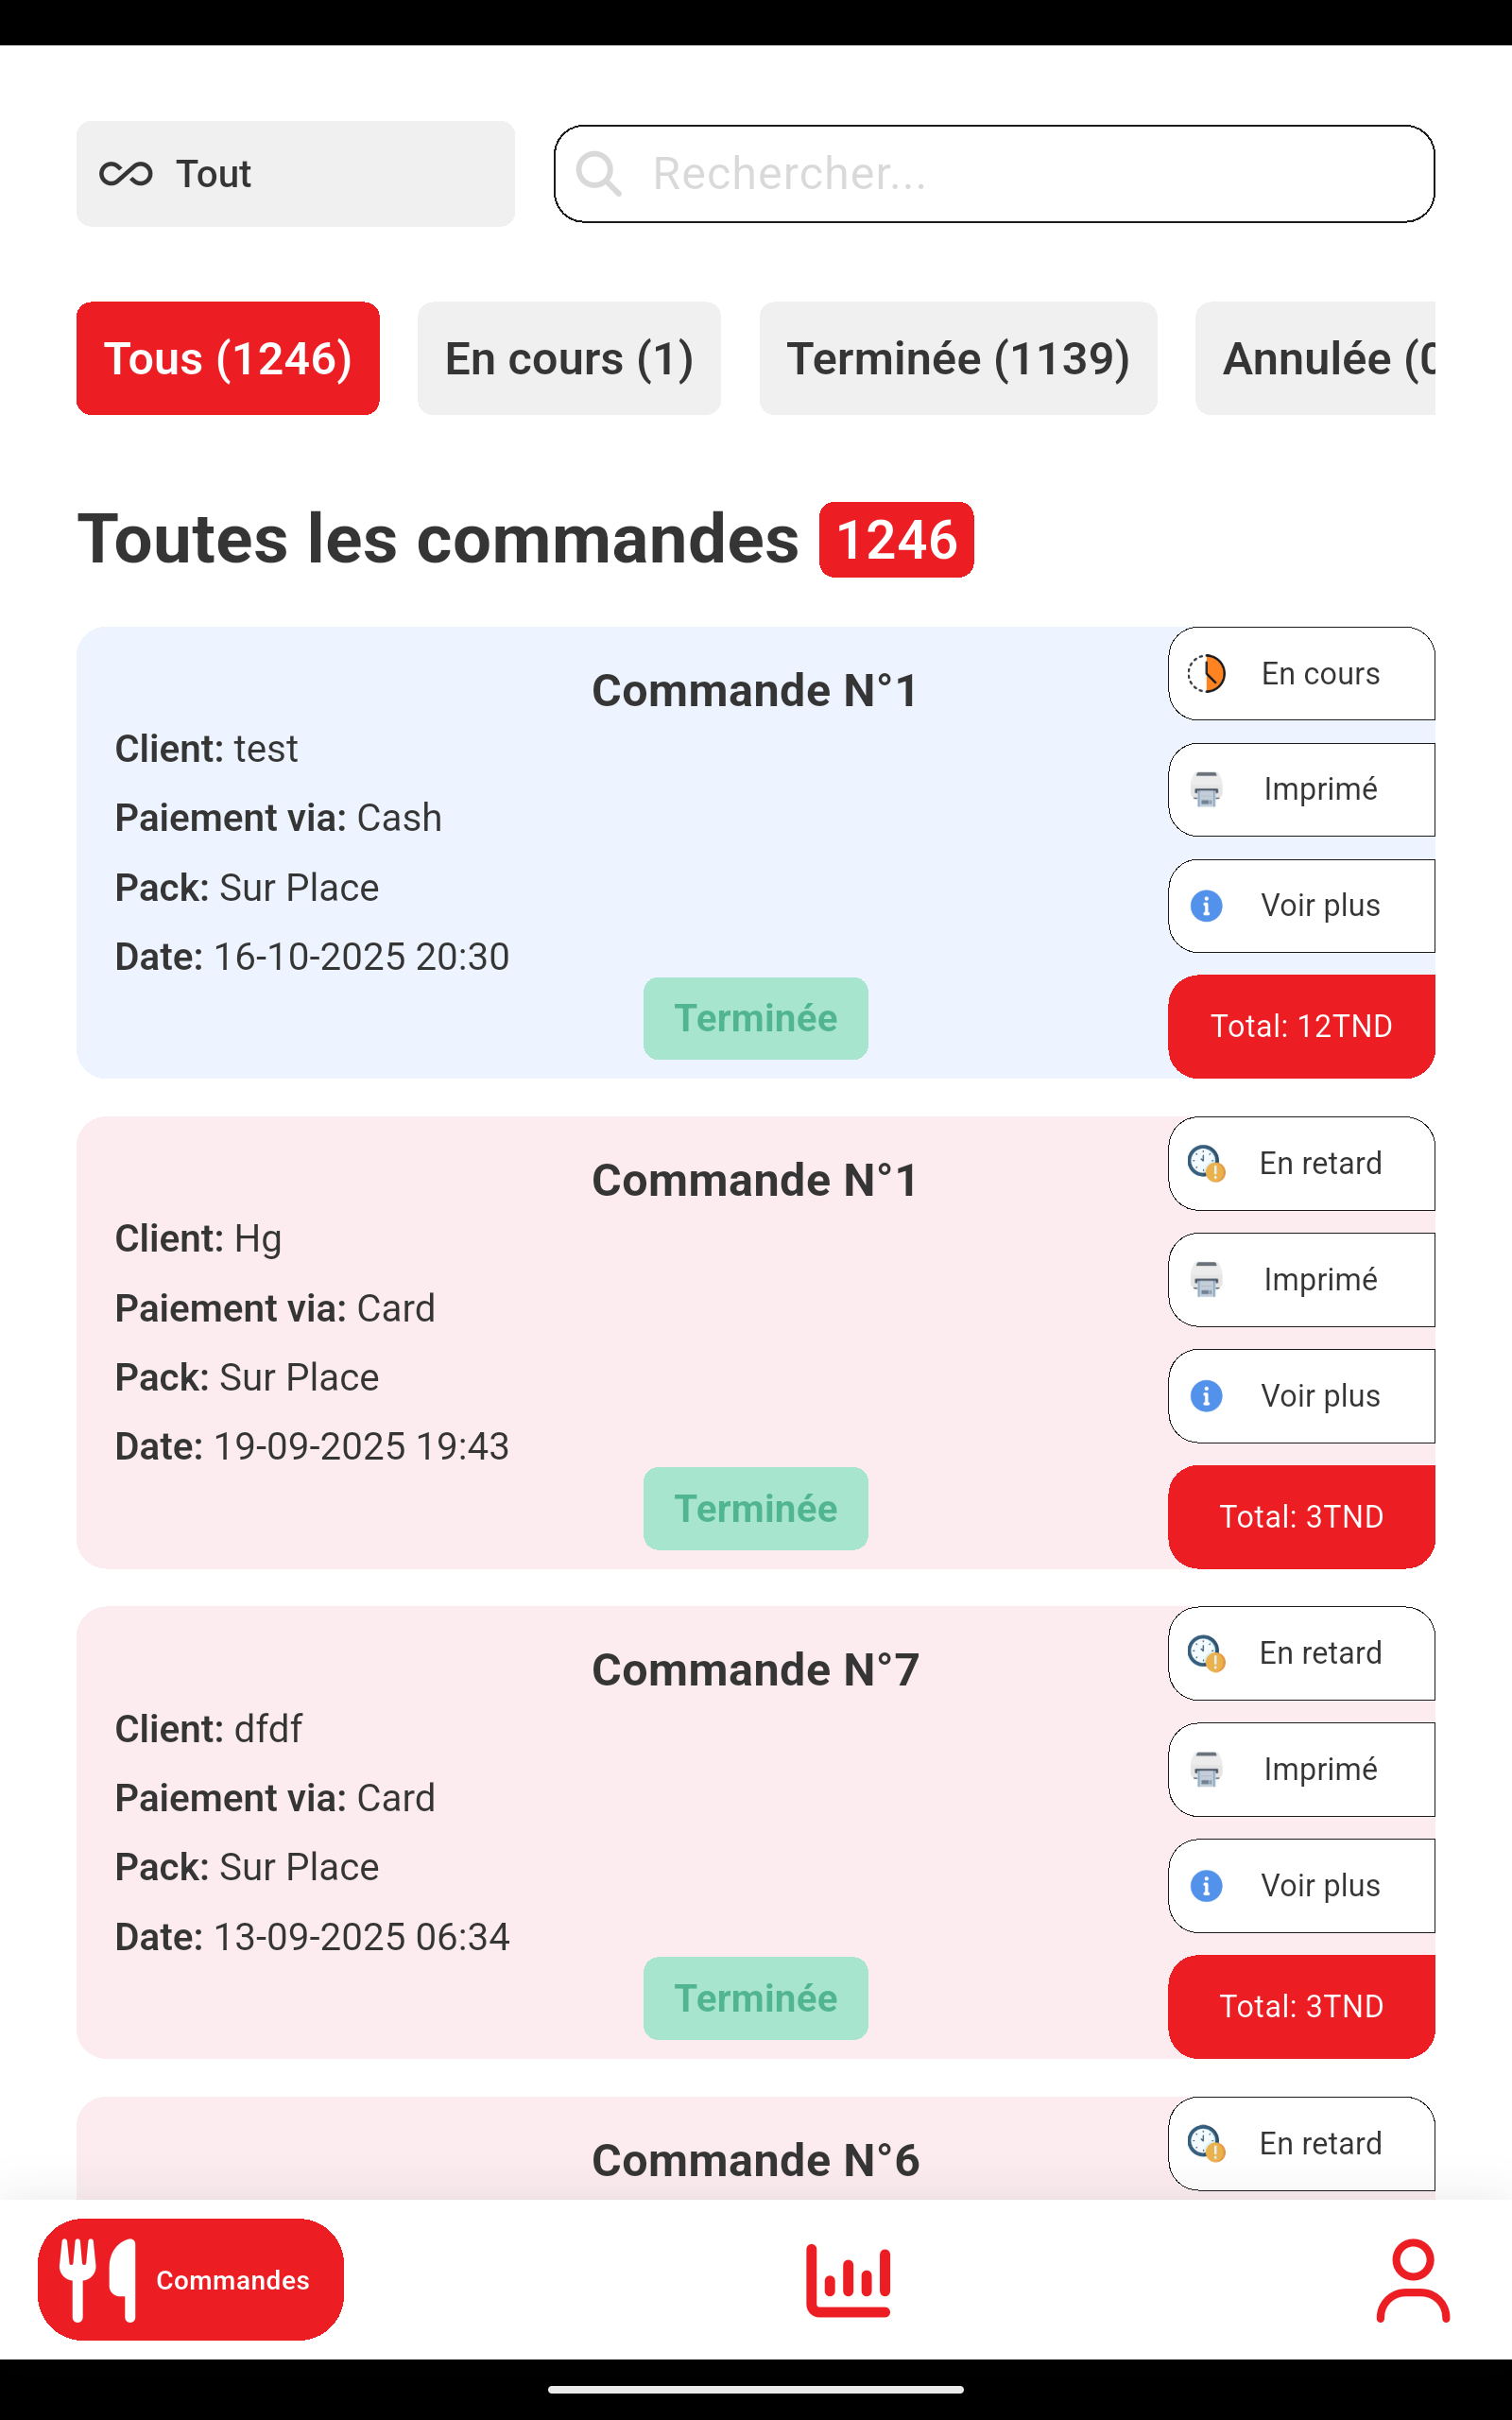 Tout
Rechercher...
Tous (1246)
En cours (1)
Terminée (1139)
Annulée (0
Toutes les commandes 1246
Commande N°1
Client: test
Paiement via: Cash
Pack: Sur Place
Date: 16-10-2025 20:30
Terminée
En cours
Imprimé
Voir plus
Total: 12TND
Commande N°1
Client: Hg
Paiement via: Card
Pack: Sur Place
Date: 19-09-2025 19:43
Terminée
En retard
Imprimé
Voir plus
Total: 3TND
Commande N°7
Client: dfdf
Paiement via: Card
Pack: Sur Place
Date: 13-09-2025 06:34
Terminée
En retard
Imprimé
Voir plus
Total: 3TND
Commande N°6
En retard
Commandes